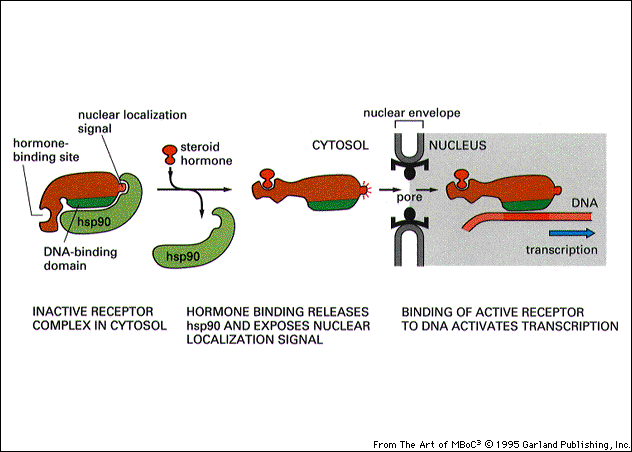 nuclear localization
signal
hormone-
binding site
hsp90
DNA-binding
domain
steroid
hormone
hsp90
nuclear envelope
CYTOSOL
NUCLEUS
pore
DNA
transcription
INACTIVE RECEPTOR
COMPLEX IN CYTOSOL
HORMONE BINDING RELEASES
hsp90 AND EXPOSES NUCLEAR
LOCALIZATION SIGNAL
BINDING OF ACTIVE RECEPTOR
TO DNA ACTIVATES TRANSCRIPTION
From The Art of MBoC³ © 1995 Garland Publishing, Inc.